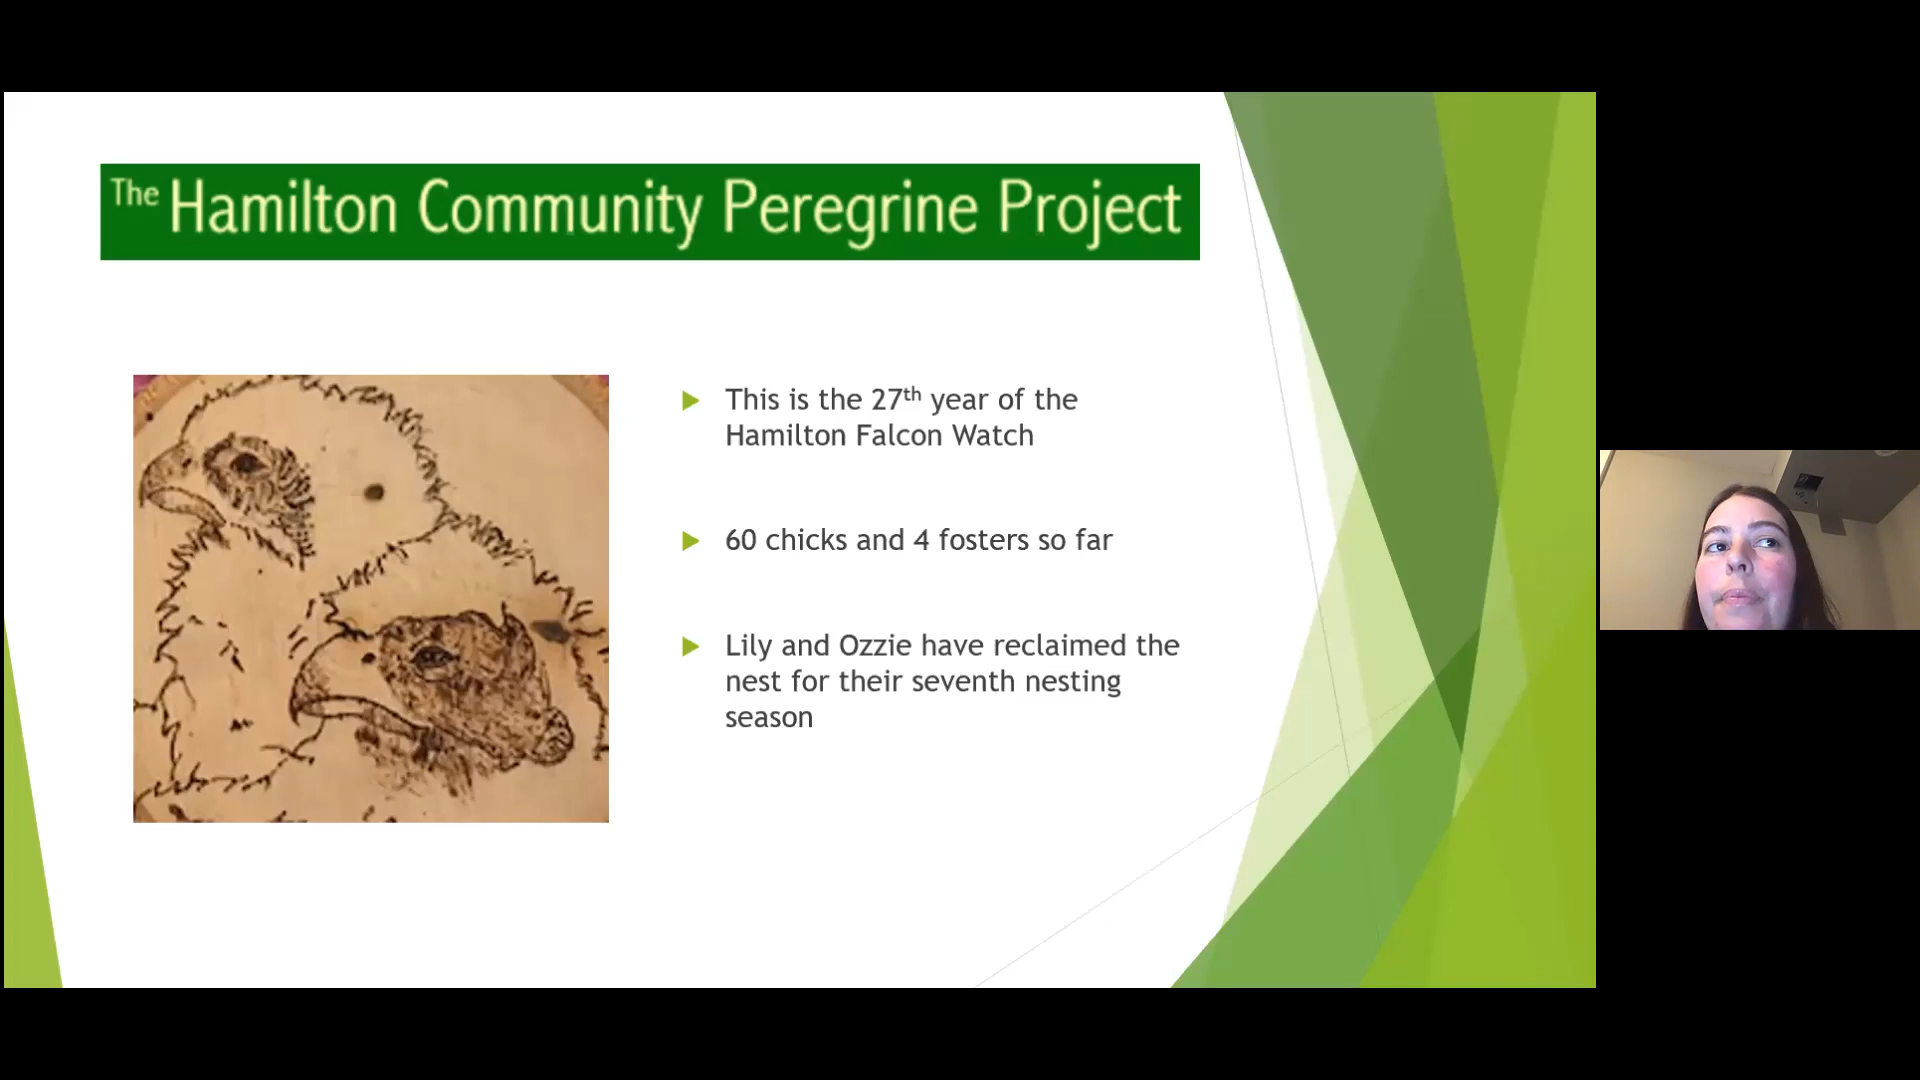 The Hamilton Community Peregrine Project
This is the 27th year of the
Hamilton Falcon Watch
60 chicks and 4 fosters so far
Lily and Ozzie have reclaimed the
nest for their seventh nesting
season